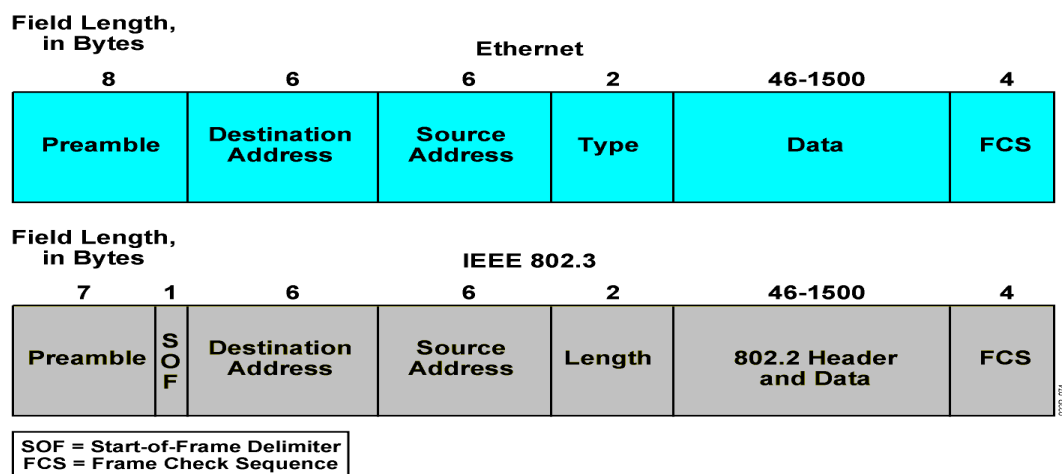 Field Length,
in Bytes
Ethernet
8 6 6 2 46-1500 4
Preamble Destination Address Source Address Type Data FCS
Field Length,
in Bytes
IEEE 802.3
7 1 6 6 2 46-1500 4
Preamble SOF Destination Address Source Address Length 802.2 Header and Data FCS
SOF = Start-of-Frame Delimiter
FCS = Frame Check Sequence